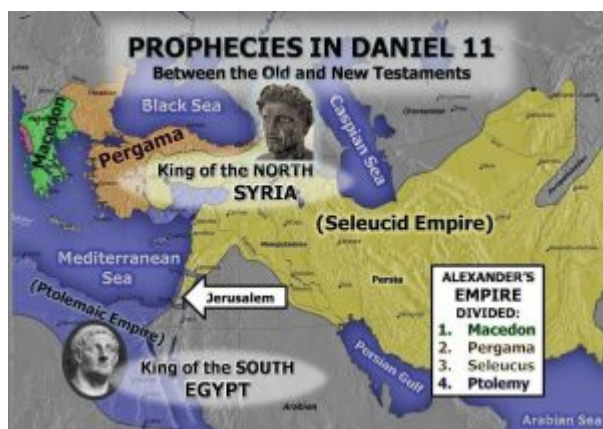 PROPHECIES IN DANIEL 11
Between the Old and New Testaments
Black Sea
Caspian Sea
Macedon
Pergama
King of the NORTH
SYRIA
(Seleucid Empire)
Mediterranean
Sea
Persia
(Ptolemaic Empire)
Jerusalem
King of the SOUTH
EGYPT
Persian Gulf
Arabian
Arabian Sea
ALEXANDER'S
EMPIRE
DIVIDED:
1. Macedon
2. Pergama
3. Seleucus
4. Ptolemy